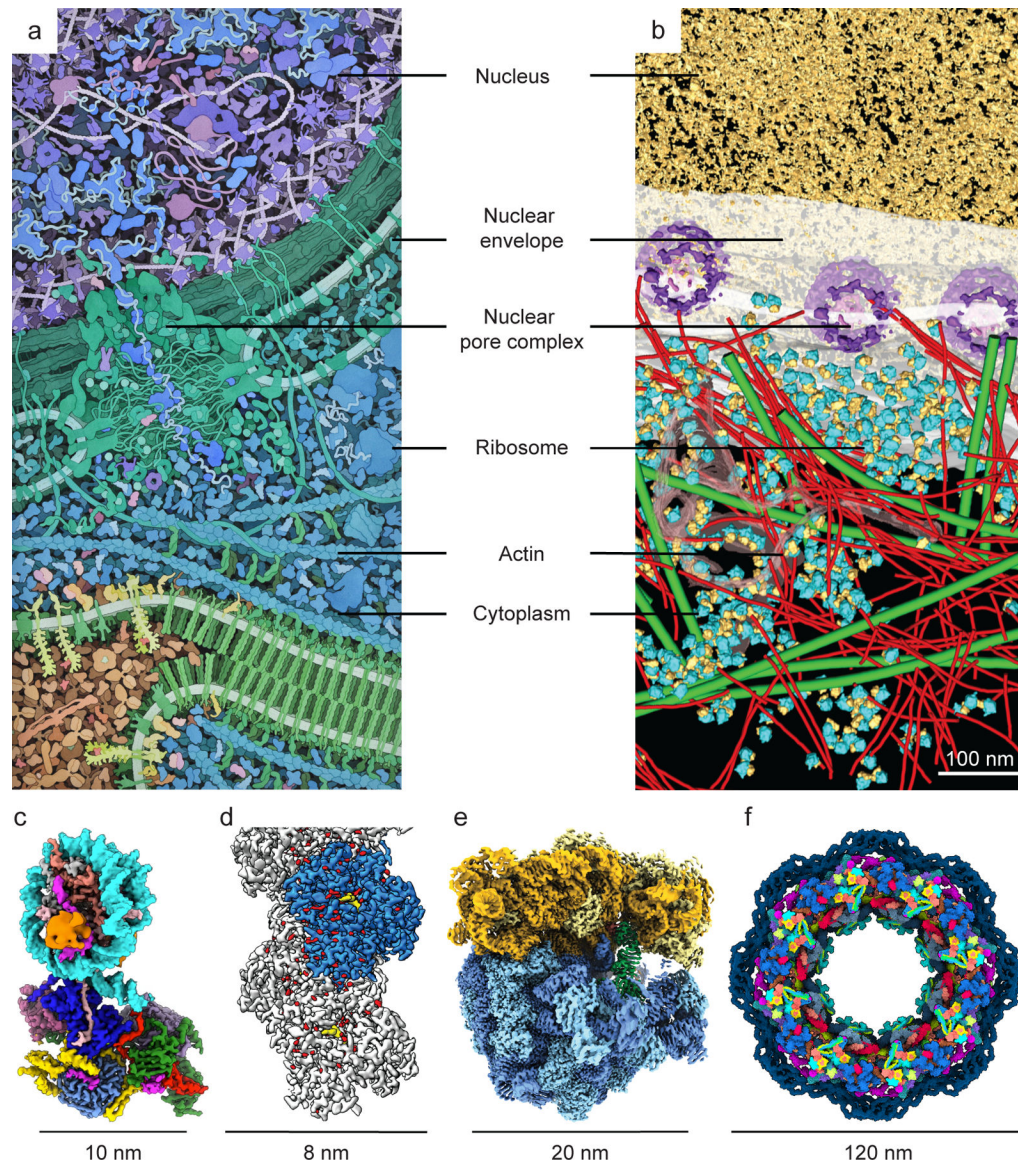 a
b
Nucleus
Nuclear
envelope
Nuclear
pore complex
Ribosome
Actin
Cytoplasm
100 nm
c
d
e
f
10 nm
8 nm
20 nm
120 nm